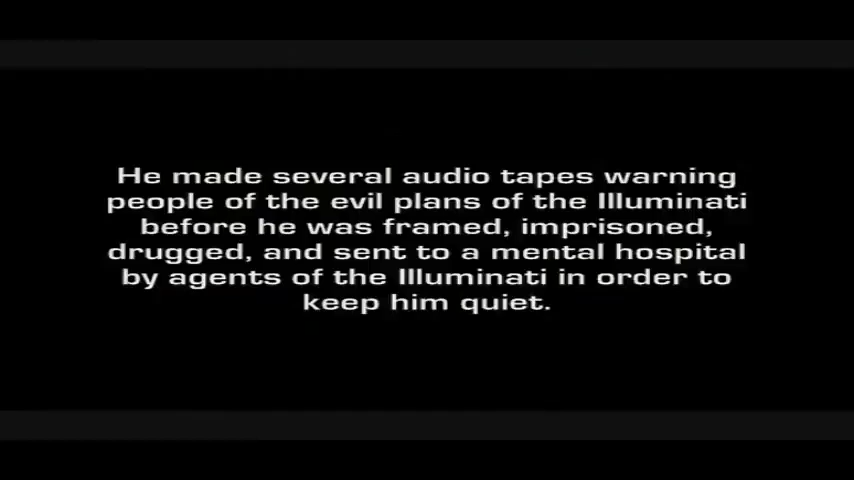 He made several audio tapes warning
people of the evil plans of the Illuminati
before he was framed, imprisoned,
drugged, and sent to a mental hospital
by agents of the Illuminati in order to
keep him quiet.